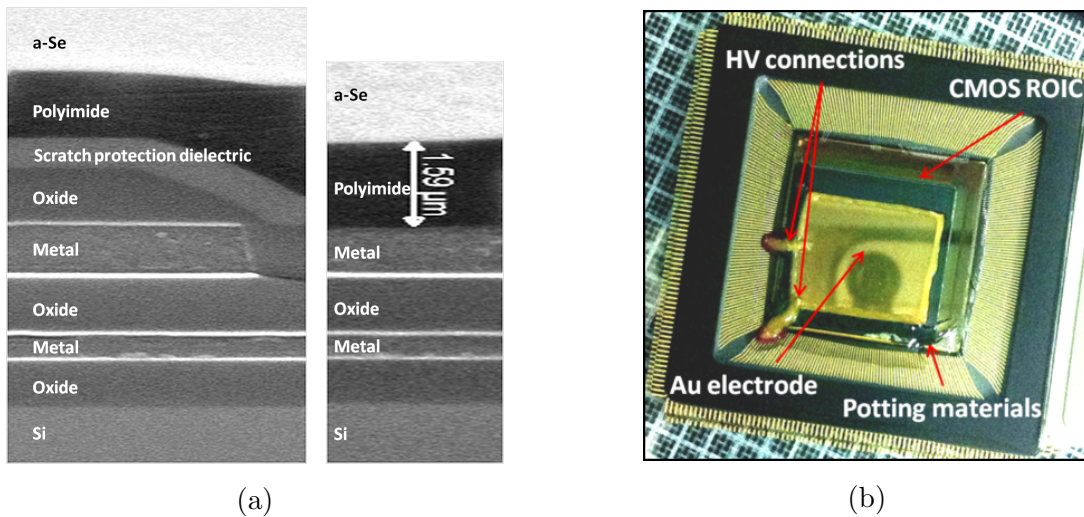 a-Se
Polyimide
Scratch protection dielectric
Oxide
Metal
Oxide
Metal
Oxide
Si
a-Se
1.59 µm
Polyimide
Metal
Oxide
Metal
Oxide
Si
(a)
HV connections
CMOS ROIC
Au electrode
Potting materials
(b)